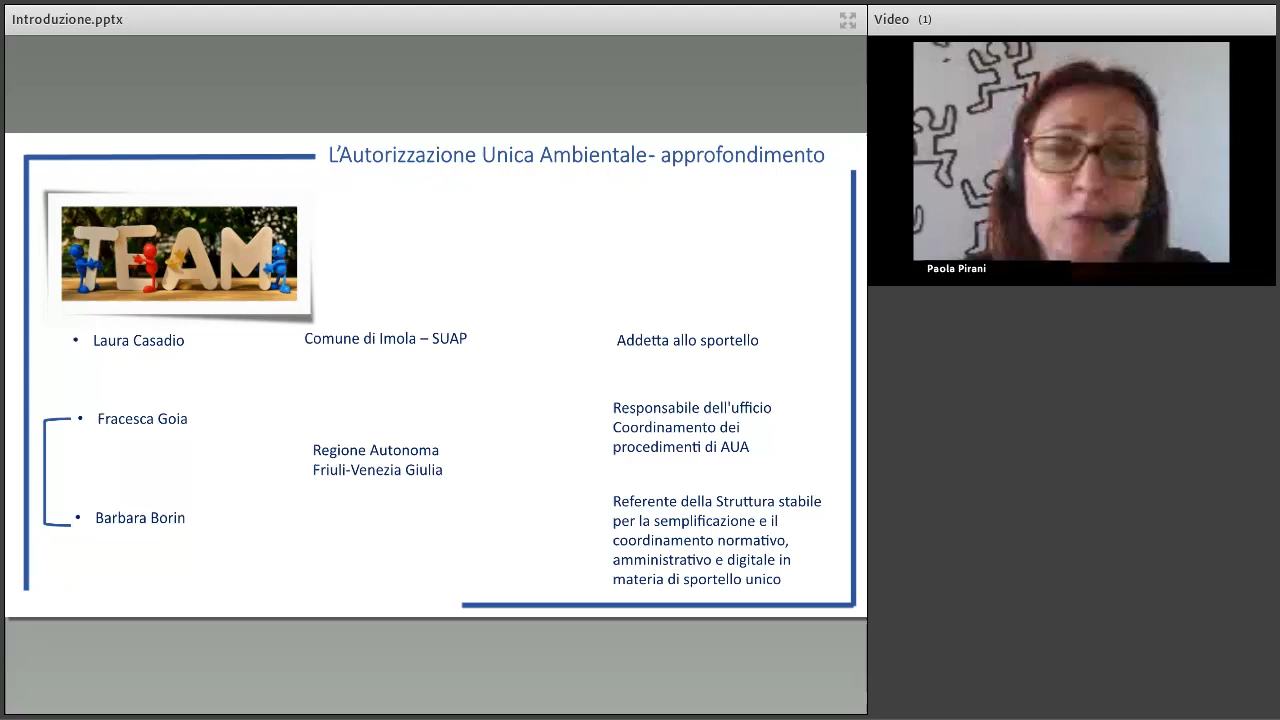 Introduzione.pptx
Video (1)
L'Autorizzazione Unica Ambientale- approfondimento
TEAM
• Laura Casadio
Comune di Imola – SUAP
Addetta allo sportello
• Fracesca Goia
Responsabile dell'ufficio
Coordinamento dei
procedimenti di AUA
Regione Autonoma
Friuli-Venezia Giulia
• Barbara Borin
Referente della Struttura stabile
per la semplificazione e il
coordinamento normativo,
amministrativo e digitale in
materia di sportello unico
Paola Pirani